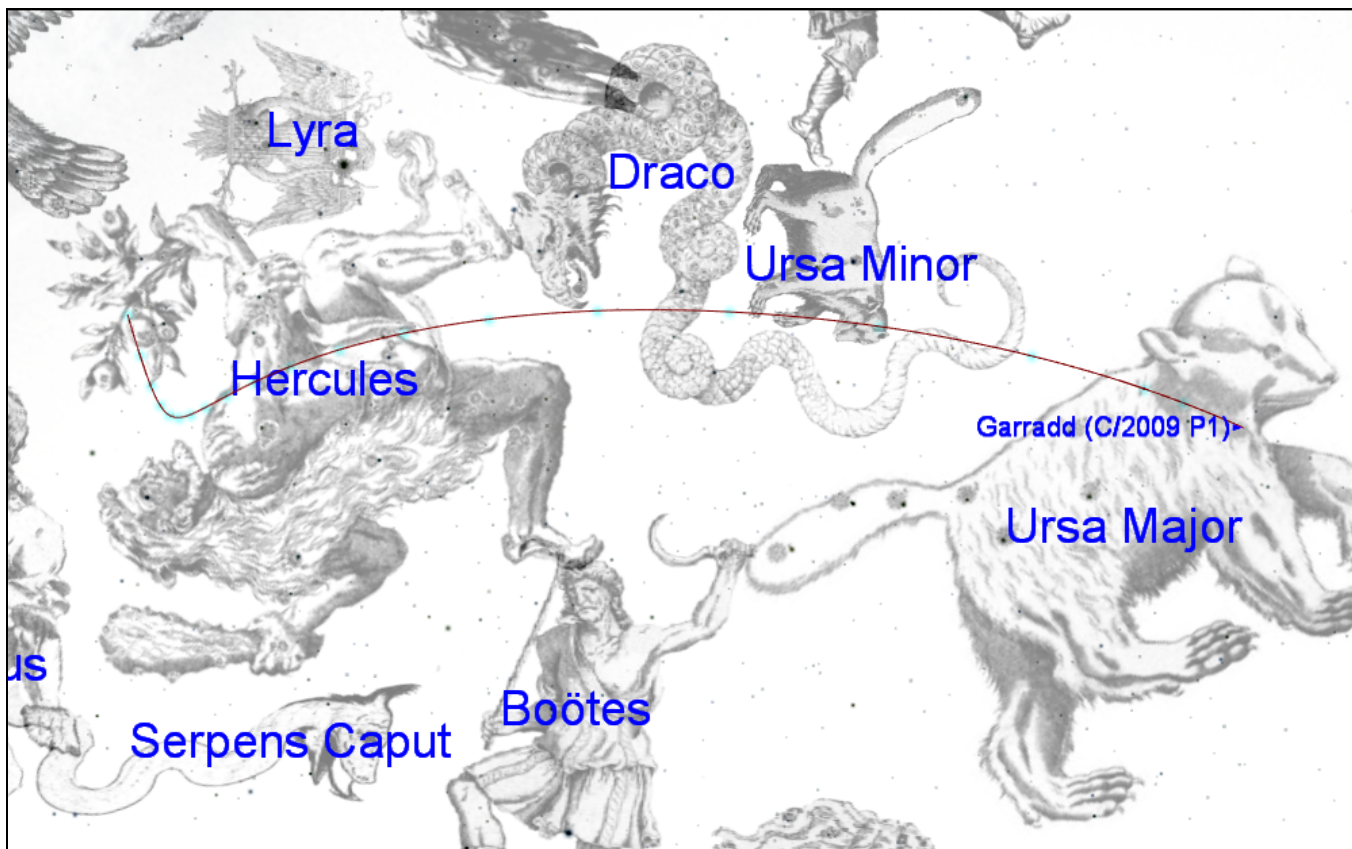 Lyra
Draco
Ursa Minor
Hercules
Garradd (C/2009 P1)
Ursa Major
us
Boötes
Serpens Caput